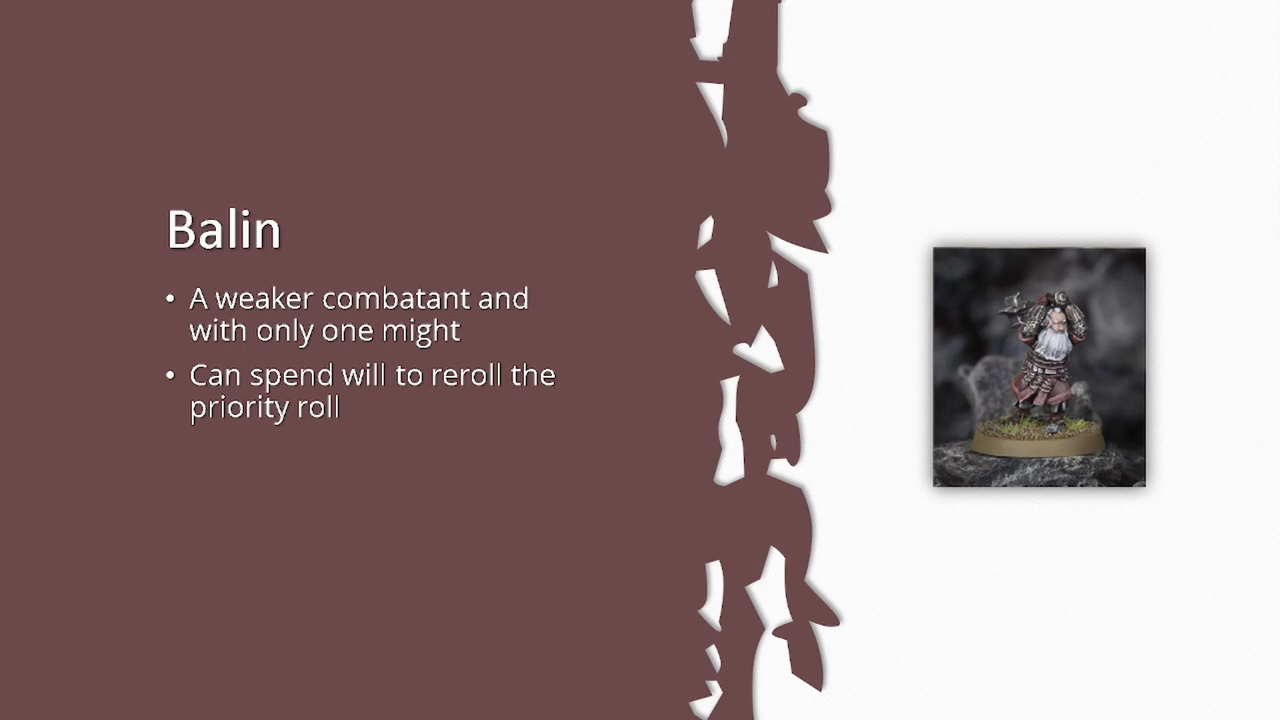 Balin
• A weaker combatant and
with only one might
• Can spend will to reroll the
priority roll